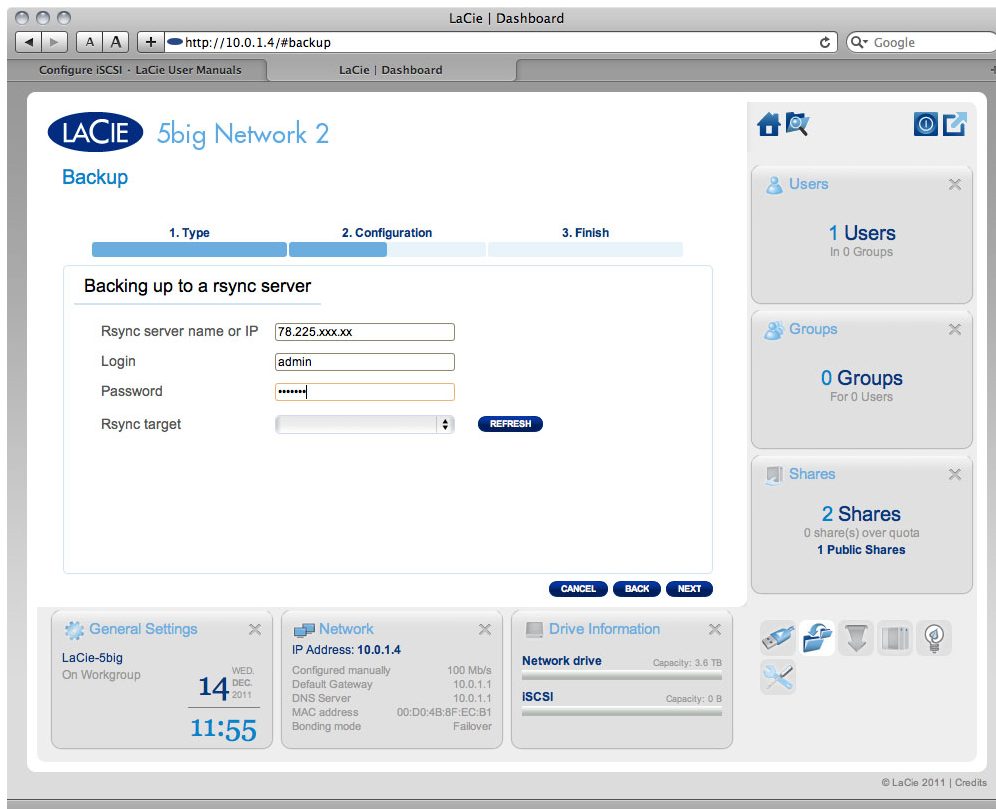 LaCie | Dashboard
A A + http://10.0.1.4/#backup Google
Configure iSCSI - LaCie User Manuals LaCie | Dashboard +
LACIE 5big Network 2
Backup
1. Type 2. Configuration 3. Finish
Backing up to a rsync server
Rsync server name or IP 78.225.xxx.xx
Login admin
Password •••••••
Rsync target REFRESH
CANCEL BACK NEXT
Users
1 Users
In 0 Groups
Groups
0 Groups
For 0 Users
Shares
2 Shares
0 share(s) over quota
1 Public Shares
General Settings
LaCie-5big
On Workgroup
WED.
14 DEC.
2011
11:55
Network
IP Address: 10.0.1.4
Configured manually 100 Mb/s
Default Gateway 10.0.1.1
DNS Server 10.0.1.1
MAC address 00:D0:4B:8F:EC:B1
Bonding mode Failover
Drive Information
Network drive Capacity: 3.6 TB
iSCSI Capacity: 0 B
© LaCie 2011 | Credits